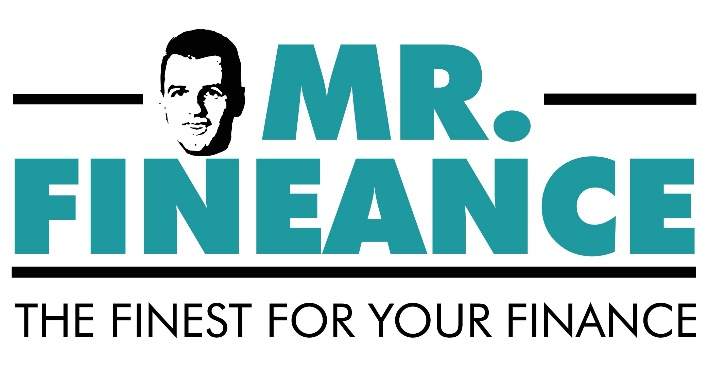 MR.
FINEANCE
THE FINEST FOR YOUR FINANCE